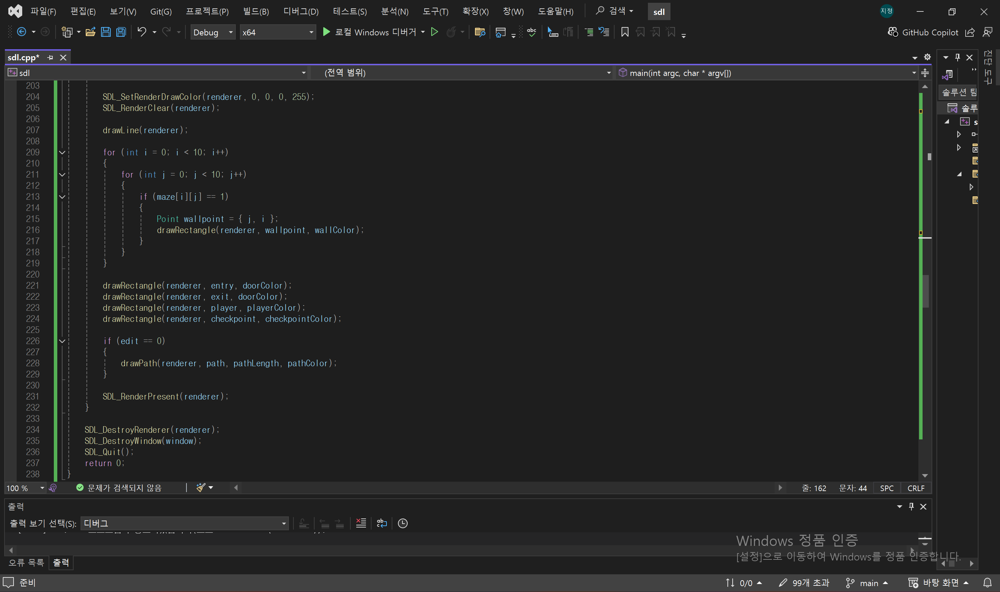 파일(F) 편집(E) 보기(V) Git(G) 프로젝트(P) 빌드(B) 디버그(D) 테스트(S) 분석(N) 도구(T) 확장(X) 창(W) 도움말(H) 검색 sdl 지정
Debug x64 로컬 Windows 디버거 abc GitHub Copilot
sdl.cpp*
sdl (전역 범위) main(int argc, char * argv[])
203
204 SDL_SetRenderDrawColor(renderer, 0, 0, 0, 255);
205 SDL_RenderClear(renderer);
206
207 drawLine(renderer);
208
209 for (int i = 0; i < 10; i++)
210 {
211 for (int j = 0; j < 10; j++)
212 {
213 if (maze[i][j] == 1)
214 {
215 Point wallpoint = { j, i };
216 drawRectangle(renderer, wallpoint, wallColor);
217 }
218 }
219 }
220
221 drawRectangle(renderer, entry, doorColor);
222 drawRectangle(renderer, exit, doorColor);
223 drawRectangle(renderer, player, playerColor);
224 drawRectangle(renderer, checkpoint, checkpointColor);
225
226 if (edit == 0)
227 {
228 drawPath(renderer, path, pathLength, pathColor);
229 }
230
231 SDL_RenderPresent(renderer);
232 }
233
234 SDL_DestroyRenderer(renderer);
235 SDL_DestroyWindow(window);
236 SDL_Quit();
237 return 0;
238 }
100 % 문제가 검색되지 않음 줄: 162 문자: 44 SPC CRLF
출력
출력 보기 선택(S): 디버그
오류 목록 출력
진단 도구
솔루션 탐
솔루
s
Windows 정품 인증
[설정]으로 이동하여 Windows를 정품 인증합니다.
준비 0/0 99개 초과 main 바탕 화면